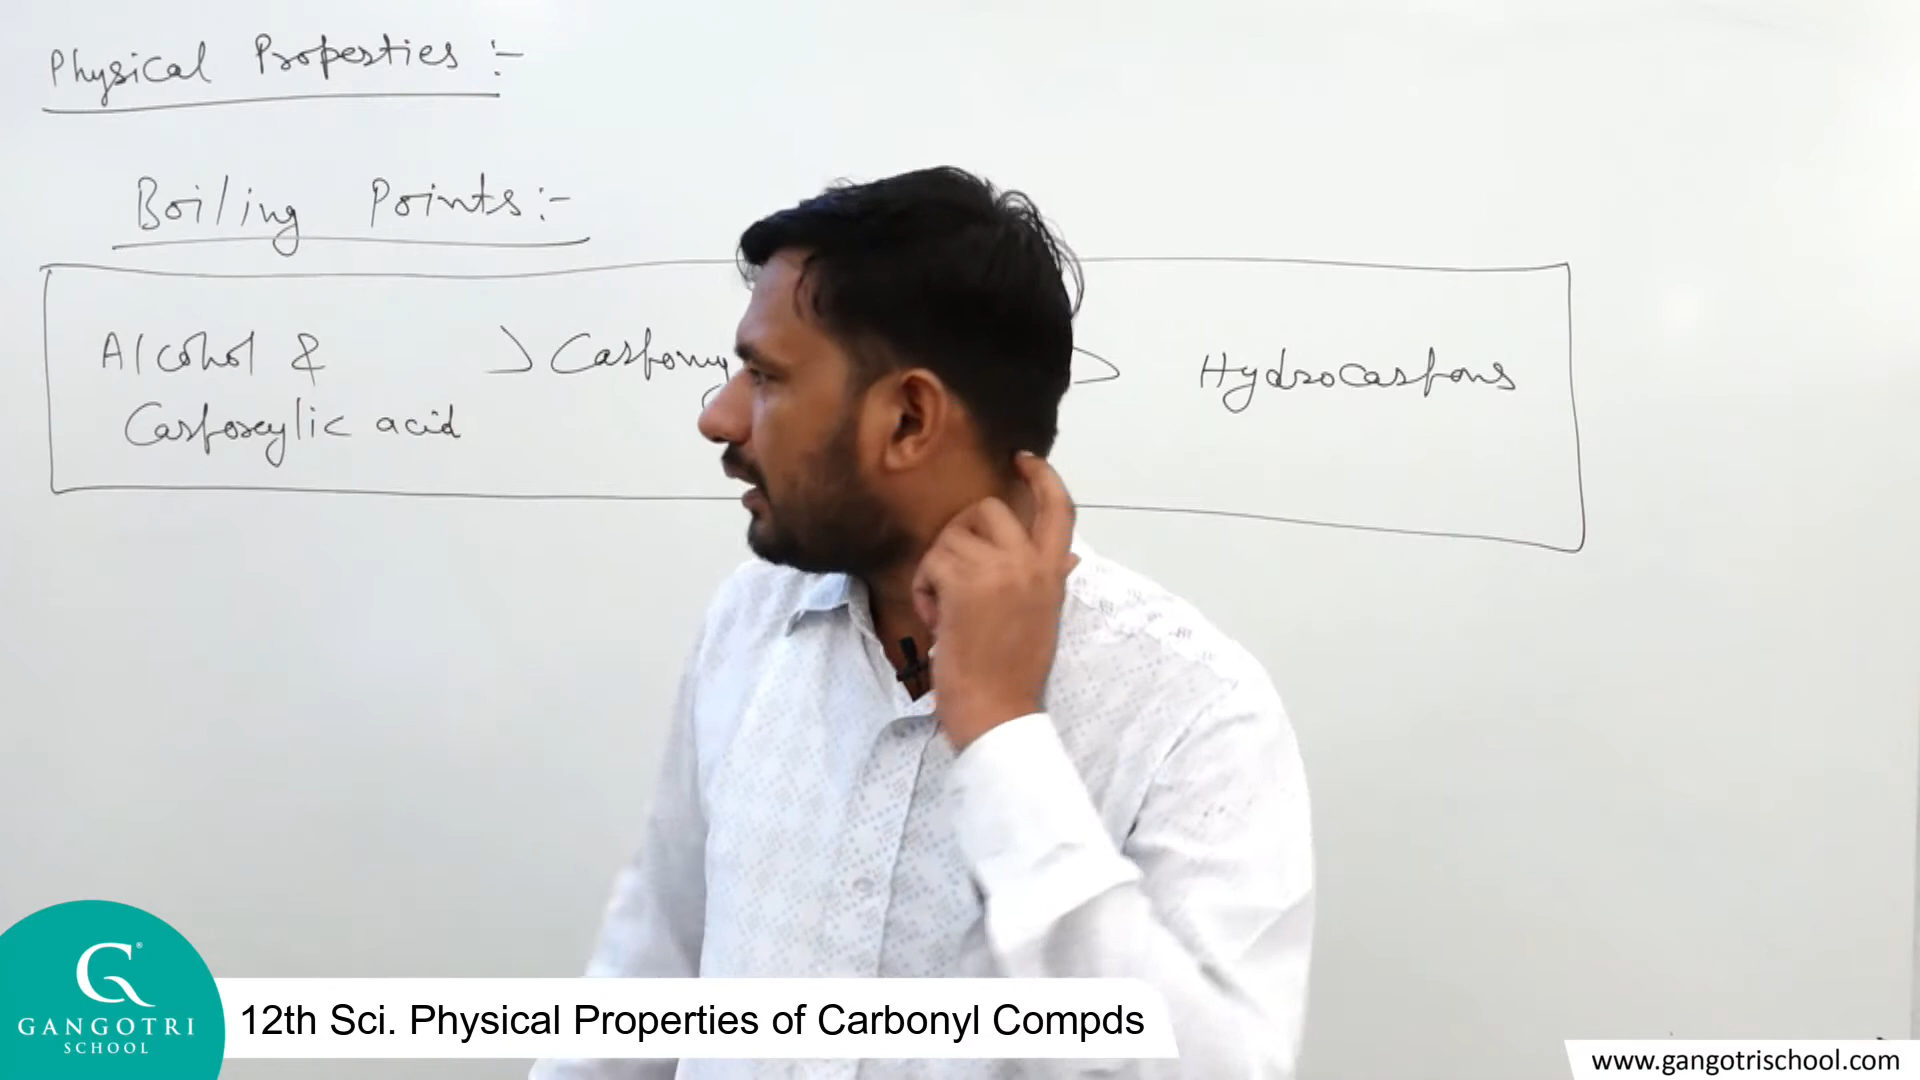 Physical Properties :-
Boiling Points :-
Alcohol & > Carbony > Hydrocarbons
Carboxylic acid
GANGOTRI
SCHOOL
12th Sci. Physical Properties of Carbonyl Compds
www.gangotrischool.com